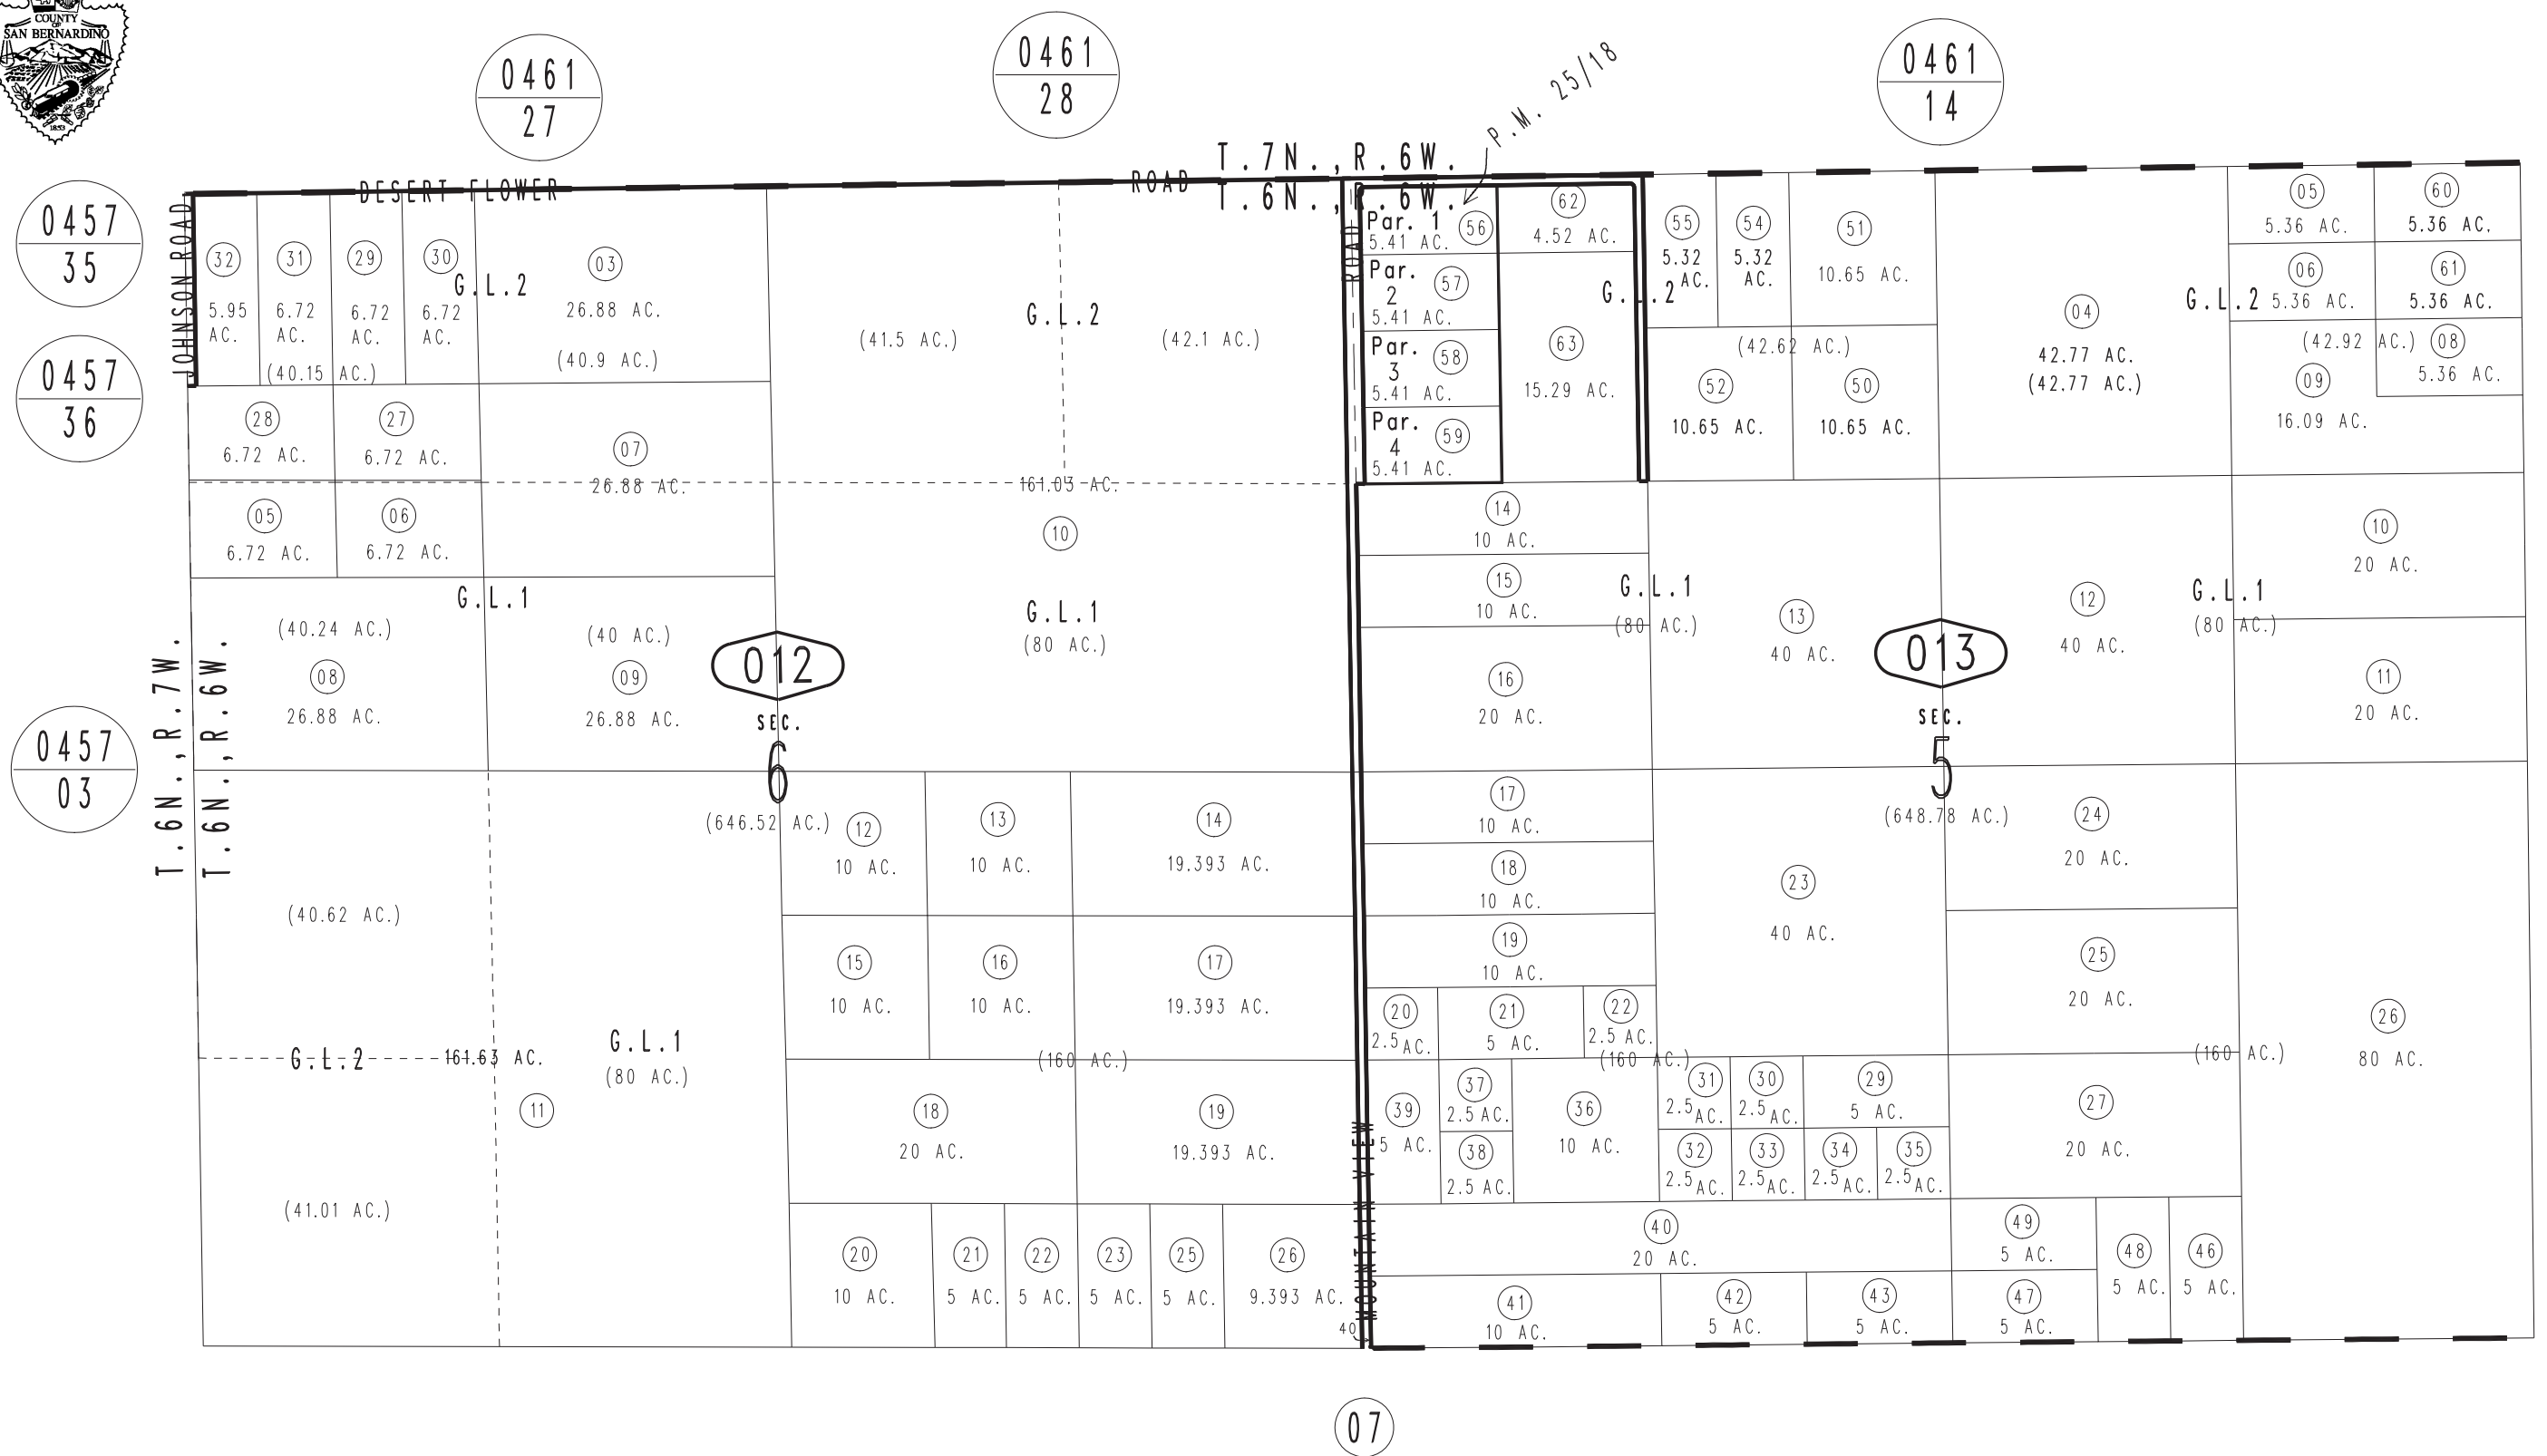 COUNTY
OF
SAN BERNARDINO
1853
0461
27
0461
28
0461
14
P.M. 25/18
T.7N.,R.6W.
T.6N.,R.6W.
DESERT FLOWER
ROAD
0457
35
0457
36
0457
03
JOHNSON ROAD
T.6N.,R.7W.
T.6N.,R.6W.
32
5.95
AC.
31
6.72
AC.
29
6.72
AC.
30
6.72
AC.
(40.15 AC.)
G.L.2
03
26.88 AC.
(40.9 AC.)
28
6.72 AC.
27
6.72 AC.
07
26.88 AC.
05
6.72 AC.
06
6.72 AC.
G.L.1
(40.24 AC.)
08
26.88 AC.
(40 AC.)
09
26.88 AC.
(41.5 AC.)
G.L.2
(42.1 AC.)
161.03 AC.
10
G.L.1
(80 AC.)
012
SEC.
6
(646.52 AC.)
(40.62 AC.)
G.L.2
161.63 AC.
G.L.1
(80 AC.)
11
(41.01 AC.)
12
10 AC.
13
10 AC.
14
19.393 AC.
15
10 AC.
16
10 AC.
17
19.393 AC.
(160 AC.)
18
20 AC.
19
19.393 AC.
20
10 AC.
21
5 AC.
22
5 AC.
23
5 AC.
25
5 AC.
26
9.393 AC.
40
MOUNTAIN VIEW
ROAD
Par. 1
56
5.41 AC.
Par.
2
57
5.41 AC.
Par.
3
58
5.41 AC.
Par.
4
59
5.41 AC.
62
4.52 AC.
63
15.29 AC.
G.L.2
55
5.32
AC.
54
5.32
AC.
51
10.65 AC.
(42.62 AC.)
52
10.65 AC.
50
10.65 AC.
04
42.77 AC.
(42.77 AC.)
G.L.2
05
5.36 AC.
60
5.36 AC.
06
5.36 AC.
61
5.36 AC.
(42.92 AC.)
08
5.36 AC.
09
16.09 AC.
14
10 AC.
15
10 AC.
G.L.1
(80 AC.)
16
20 AC.
13
40 AC.
12
40 AC.
G.L.1
(80 AC.)
10
20 AC.
11
20 AC.
013
SEC.
5
(648.78 AC.)
17
10 AC.
18
10 AC.
19
10 AC.
20
2.5 AC.
21
5 AC.
22
2.5 AC.
(160 AC.)
23
40 AC.
24
20 AC.
25
20 AC.
(160 AC.)
26
80 AC.
27
20 AC.
39
5 AC.
37
2.5 AC.
38
2.5 AC.
36
10 AC.
31
2.5 AC.
30
2.5 AC.
29
5 AC.
32
2.5 AC.
33
2.5 AC.
34
2.5 AC.
35
2.5 AC.
40
20 AC.
49
5 AC.
48
5 AC.
46
5 AC.
41
10 AC.
42
5 AC.
43
5 AC.
47
5 AC.
07